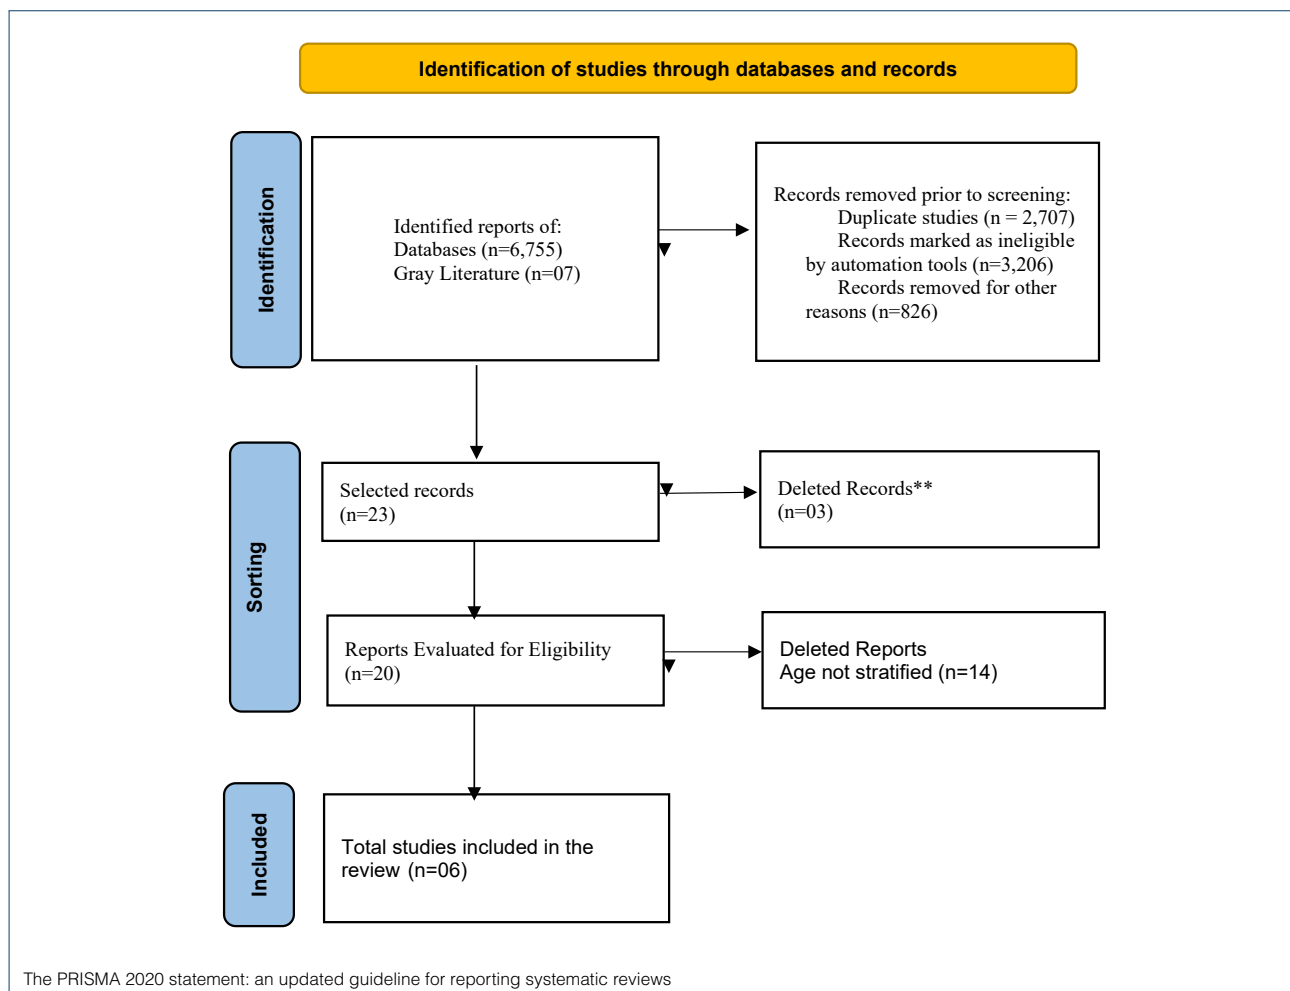 Identification of studies through databases and records
Identification
Identified reports of:
Databases (n=6,755)
Gray Literature (n=07)
Records removed prior to screening:
Duplicate studies (n = 2,707)
Records marked as ineligible
by automation tools (n=3,206)
Records removed for other
reasons (n=826)
Sorting
Selected records
(n=23)
Deleted Records**
(n=03)
Reports Evaluated for Eligibility
(n=20)
Deleted Reports
Age not stratified (n=14)
Included
Total studies included in the
review (n=06)
The PRISMA 2020 statement: an updated guideline for reporting systematic reviews